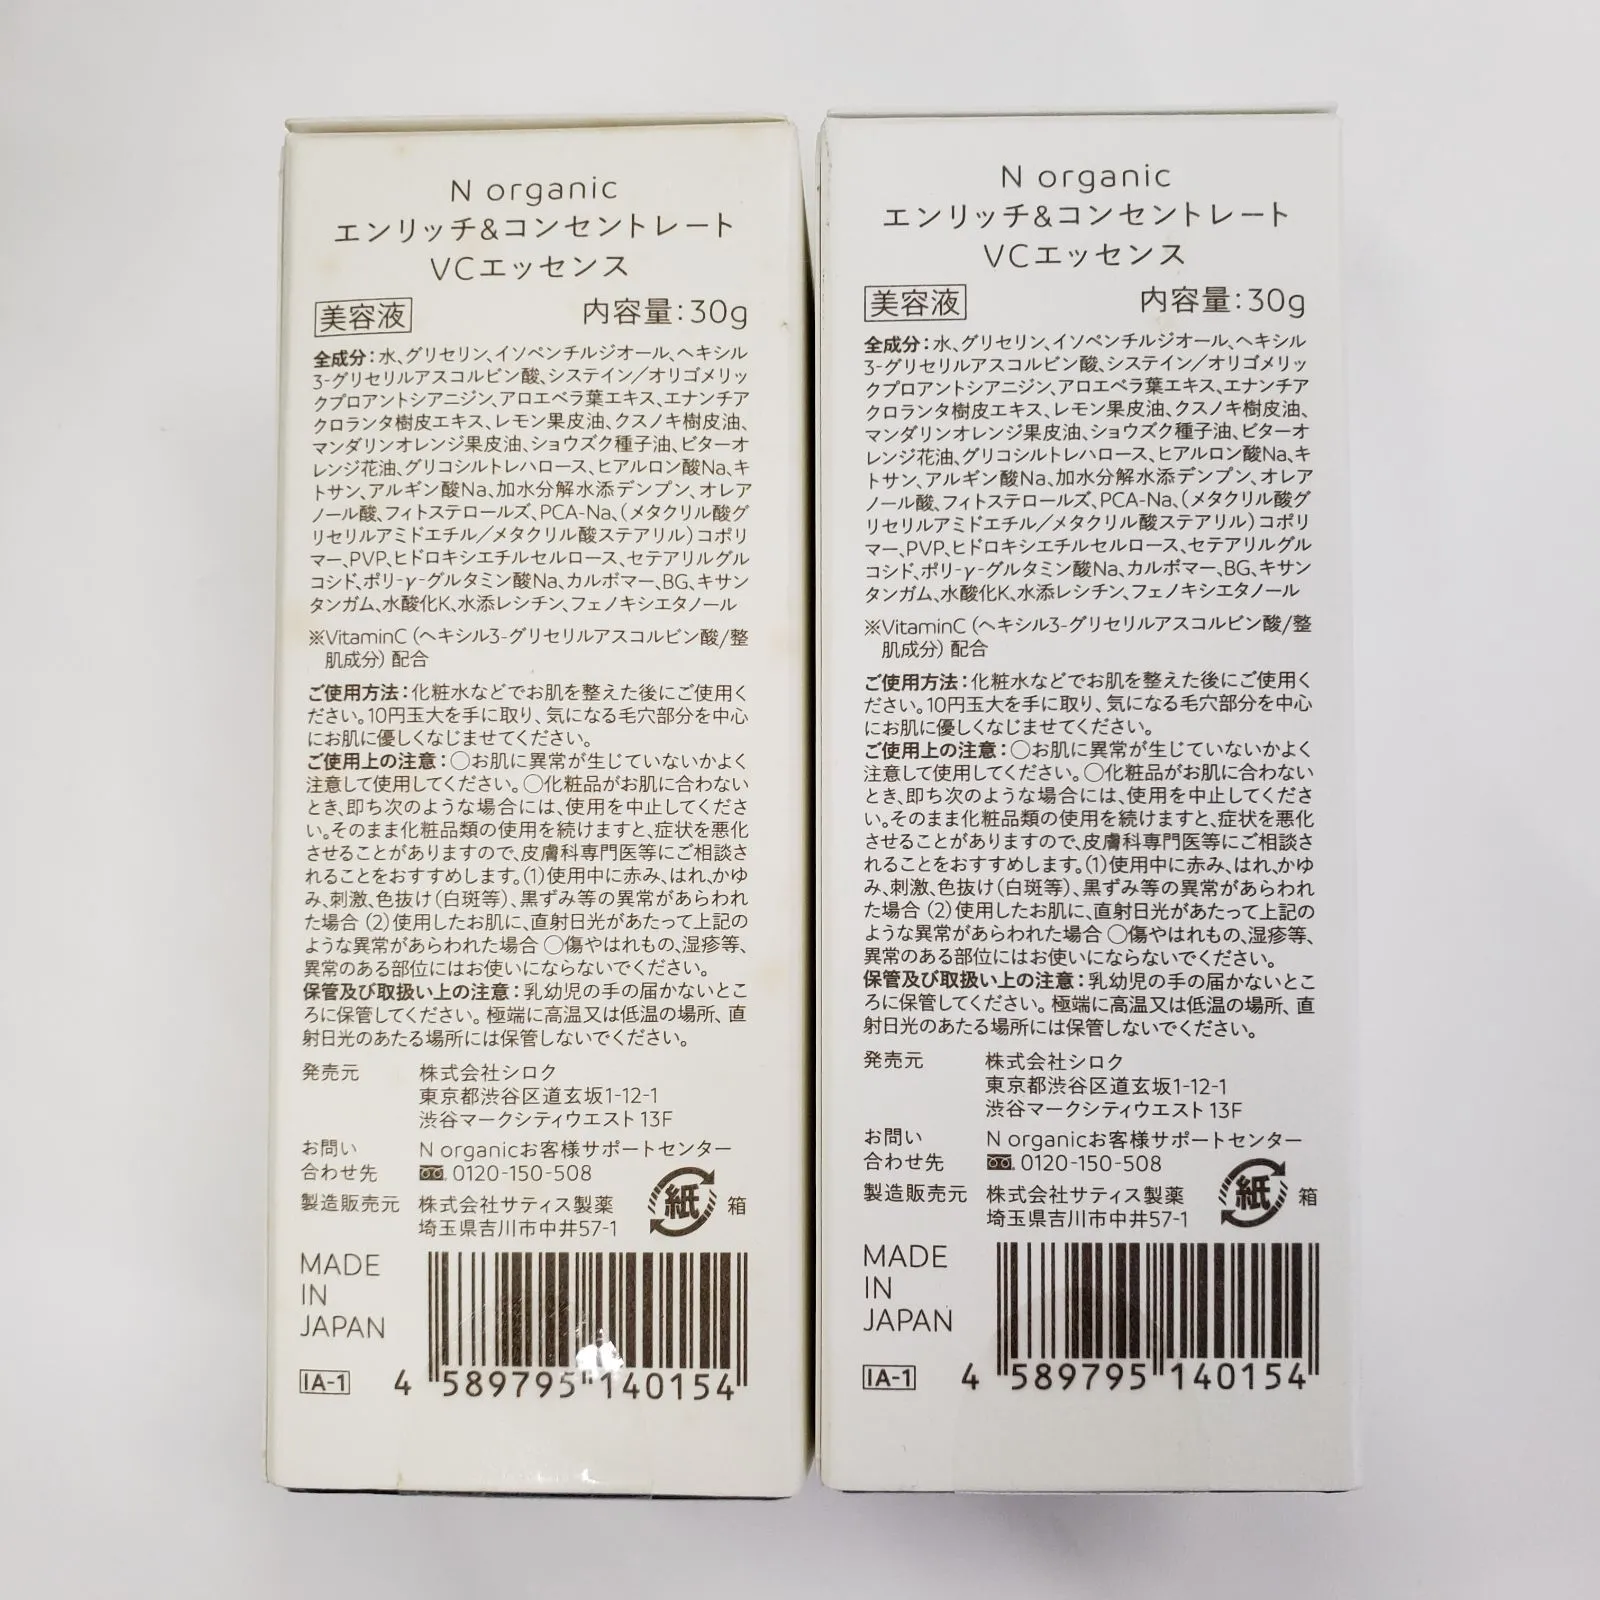 N organic
エンリッチ&コンセントレート
VCエッセンス
美容液 内容量:30g
全成分:水、グリセリン、イソペンチルジオール、ヘキシル
3-グリセリルアスコルビン酸、システイン/オリゴメリッ
クプロアントシアニジン、アロエベラ葉エキス、エナンチア
クロランタ樹皮エキス、レモン果皮油、クスノキ樹皮油、
マンダリンオレンジ果皮油、ショウズク種子油、ビターオ
レンジ花油、グリコシルトレハロース、ヒアルロン酸Na、キ
トサン、アルギン酸Na、加水分解水添デンプン、オレア
ノール酸、フィトステロールズ、PCA-Na、(メタクリル酸グ
リセリルアミドエチル/メタクリル酸ステアリル)コポリ
マー、PVP、ヒドロキシエチルセルロース、セテアリルグル
コシド、ポリ-γ-グルタミン酸Na、カルボマー、BG、キサン
タンガム、水酸化K、水添レシチン、フェノキシエタノール
※VitaminC (ヘキシル3-グリセリルアスコルビン酸/整
肌成分) 配合
ご使用方法:化粧水などでお肌を整えた後にご使用く
ださい。10円玉大を手に取り、気になる毛穴部分を中心
にお肌に優しくなじませてください。
ご使用上の注意:○お肌に異常が生じていないかよく
注意して使用してください。○化粧品がお肌に合わない
とき、即ち次のような場合には、使用を中止してくださ
い。そのまま化粧品類の使用を続けますと、症状を悪化
させることがありますので、皮膚科専門医等にご相談さ
れることをおすすめします。(1)使用中に赤み、はれ、かゆ
み、刺激、色抜け(白斑等)、黒ずみ等の異常があらわれ
た場合 (2)使用したお肌に、直射日光があたって上記の
ような異常があらわれた場合 ○傷やはれもの、湿疹等、
異常のある部位にはお使いにならないでください。
保管及び取扱い上の注意:乳幼児の手の届かないとこ
ろに保管してください。極端に高温又は低温の場所、直
射日光のあたる場所には保管しないでください。
発売元 株式会社シロク
東京都渋谷区道玄坂1-12-1
渋谷マークシティウエスト13F
お問い N organicお客様サポートセンター
合わせ先 0120-150-508
製造販売元 株式会社サティス製薬
埼玉県吉川市中井57-1
紙 箱
MADE
IN
JAPAN
IA-1
4 589795 140154
N organic
エンリッチ&コンセントレート
VCエッセンス
美容液 内容量:30g
全成分:水、グリセリン、イソペンチルジオール、ヘキシル
3-グリセリルアスコルビン酸、システイン/オリゴメリッ
クプロアントシアニジン、アロエベラ葉エキス、エナンチア
クロランタ樹皮エキス、レモン果皮油、クスノキ樹皮油、
マンダリンオレンジ果皮油、ショウズク種子油、ビターオ
レンジ花油、グリコシルトレハロース、ヒアルロン酸Na、キ
トサン、アルギン酸Na、加水分解水添デンプン、オレア
ノール酸、フィトステロールズ、PCA-Na、(メタクリル酸グ
リセリルアミドエチル/メタクリル酸ステアリル)コポリ
マー、PVP、ヒドロキシエチルセルロース、セテアリルグル
コシド、ポリ-γ-グルタミン酸Na、カルボマー、BG、キサン
タンガム、水酸化K、水添レシチン、フェノキシエタノール
※VitaminC (ヘキシル3-グリセリルアスコルビン酸/整
肌成分) 配合
ご使用方法:化粧水などでお肌を整えた後にご使用く
ださい。10円玉大を手に取り、気になる毛穴部分を中心
にお肌に優しくなじませてください。
ご使用上の注意:○お肌に異常が生じていないかよく
注意して使用してください。○化粧品がお肌に合わない
とき、即ち次のような場合には、使用を中止してくださ
い。そのまま化粧品類の使用を続けますと、症状を悪化
させることがありますので、皮膚科専門医等にご相談さ
れることをおすすめします。(1)使用中に赤み、はれ、かゆ
み、刺激、色抜け(白斑等)、黒ずみ等の異常があらわれ
た場合 (2)使用したお肌に、直射日光があたって上記の
ような異常があらわれた場合 ○傷やはれもの、湿疹等、
異常のある部位にはお使いにならないでください。
保管及び取扱い上の注意:乳幼児の手の届かないとこ
ろに保管してください。極端に高温又は低温の場所、直
射日光のあたる場所には保管しないでください。
発売元 株式会社シロク
東京都渋谷区道玄坂1-12-1
渋谷マークシティウエスト13F
お問い N organicお客様サポートセンター
合わせ先 0120-150-508
製造販売元 株式会社サティス製薬
埼玉県吉川市中井57-1
紙 箱
MADE
IN
JAPAN
IA-1
4 589795 140154